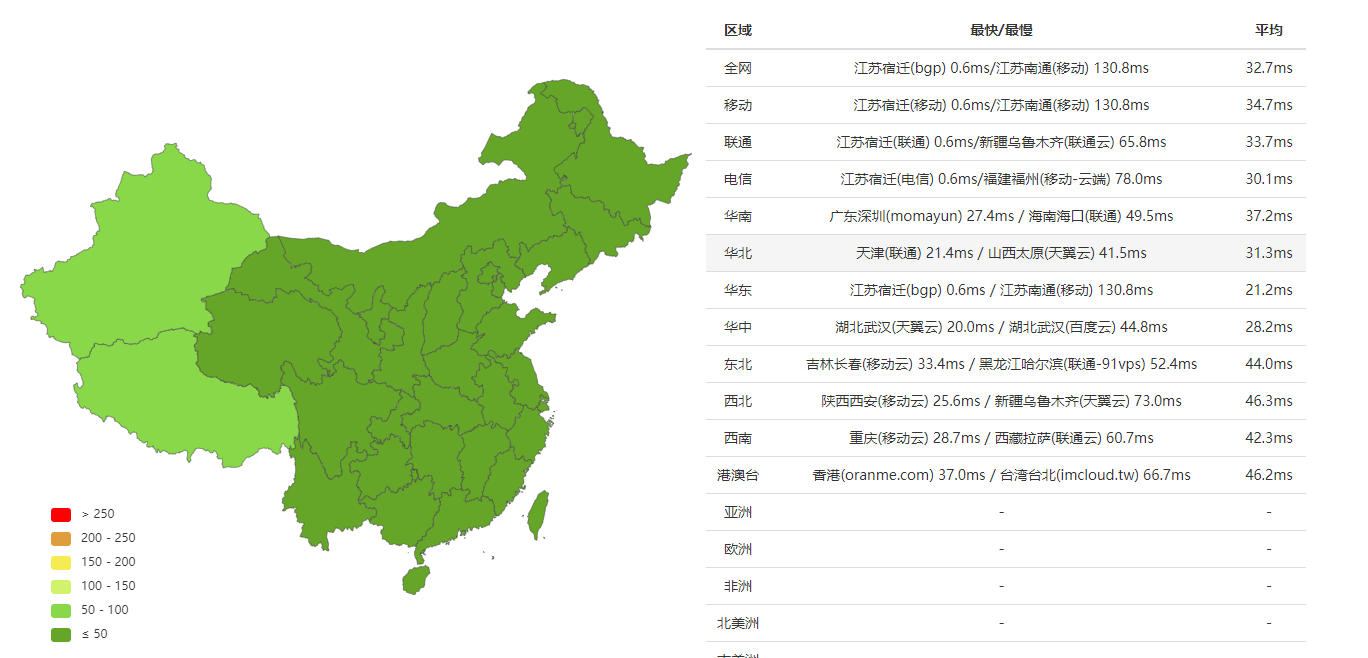 区域 最快/最慢 平均
全网 江苏宿迁(bgp) 0.6ms/江苏南通(移动) 130.8ms 32.7ms
移动 江苏宿迁(移动) 0.6ms/江苏南通(移动) 130.8ms 34.7ms
联通 江苏宿迁(联通) 0.6ms/新疆乌鲁木齐(联通云) 65.8ms 33.7ms
电信 江苏宿迁(电信) 0.6ms/福建福州(移动-云端) 78.0ms 30.1ms
华南 广东深圳(momayun) 27.4ms / 海南海口(联通) 49.5ms 37.2ms
华北 天津(联通) 21.4ms / 山西太原(天翼云) 41.5ms 31.3ms
华东 江苏宿迁(bgp) 0.6ms / 江苏南通(移动) 130.8ms 21.2ms
华中 湖北武汉(天翼云) 20.0ms / 湖北武汉(百度云) 44.8ms 28.2ms
东北 吉林长春(移动云) 33.4ms / 黑龙江哈尔滨(联通-91vps) 52.4ms 44.0ms
西北 陕西西安(移动云) 25.6ms / 新疆乌鲁木齐(天翼云) 73.0ms 46.3ms
西南 重庆(移动云) 28.7ms / 西藏拉萨(联通云) 60.7ms 42.3ms
港澳台 香港(oranme.com) 37.0ms / 台湾台北(imcloud.tw) 66.7ms 46.2ms
亚洲 - -
欧洲 - -
非洲 - -
北美洲 - -
> 250
200 - 250
150 - 200
100 - 150
50 - 100
≤ 50